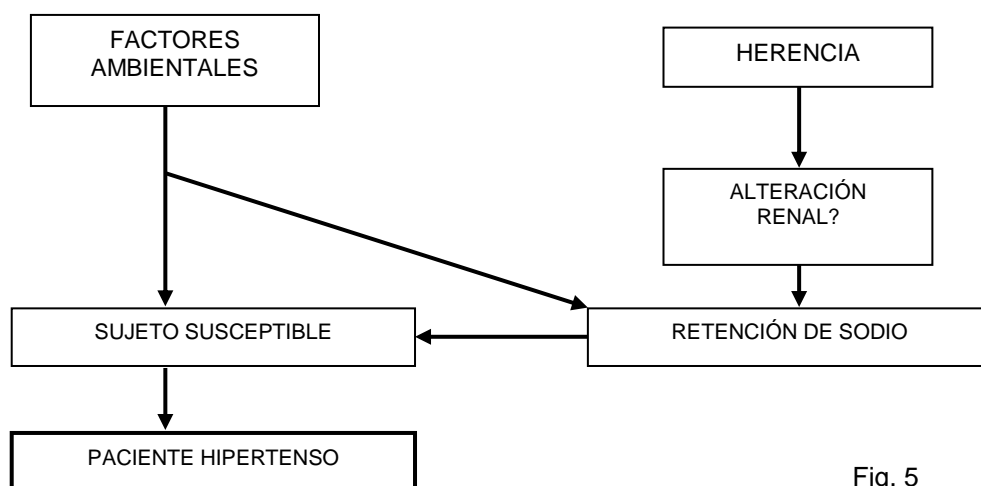 FACTORES
AMBIENTALES
HERENCIA
ALTERACIÓN
RENAL?
SUJETO SUSCEPTIBLE
RETENCIÓN DE SODIO
PACIENTE HIPERTENSO
Fig. 5